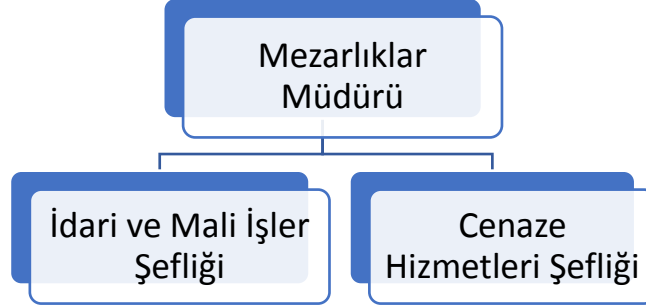 Mezarlıklar
Müdürü
İdari ve Mali İşler
Şefliği
Cenaze
Hizmetleri Şefliği